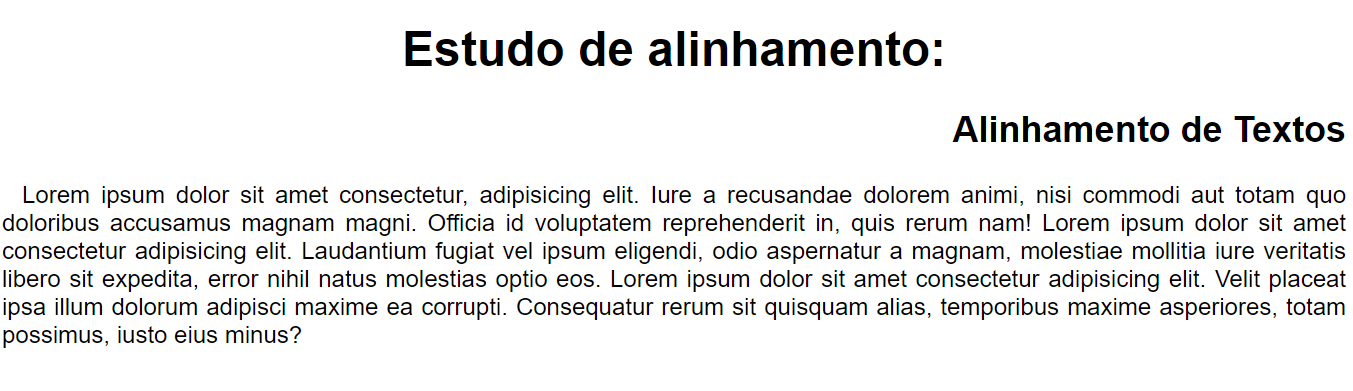 Estudo de alinhamento:
Alinhamento de Textos
Lorem ipsum dolor sit amet consectetur, adipisicing elit. Iure a recusandae dolorem animi, nisi commodi aut totam quo
doloribus accusamus magnam magni. Officia id voluptatem reprehenderit in, quis rerum nam! Lorem ipsum dolor sit amet
consectetur adipisicing elit. Laudantium fugiat vel ipsum eligendi, odio aspernatur a magnam, molestiae mollitia iure veritatis
libero sit expedita, error nihil natus molestias optio eos. Lorem ipsum dolor sit amet consectetur adipisicing elit. Velit placeat
ipsa illum dolorum adipisci maxime ea corrupti. Consequatur rerum sit quisquam alias, temporibus maxime asperiores, totam
possimus, iusto eius minus?